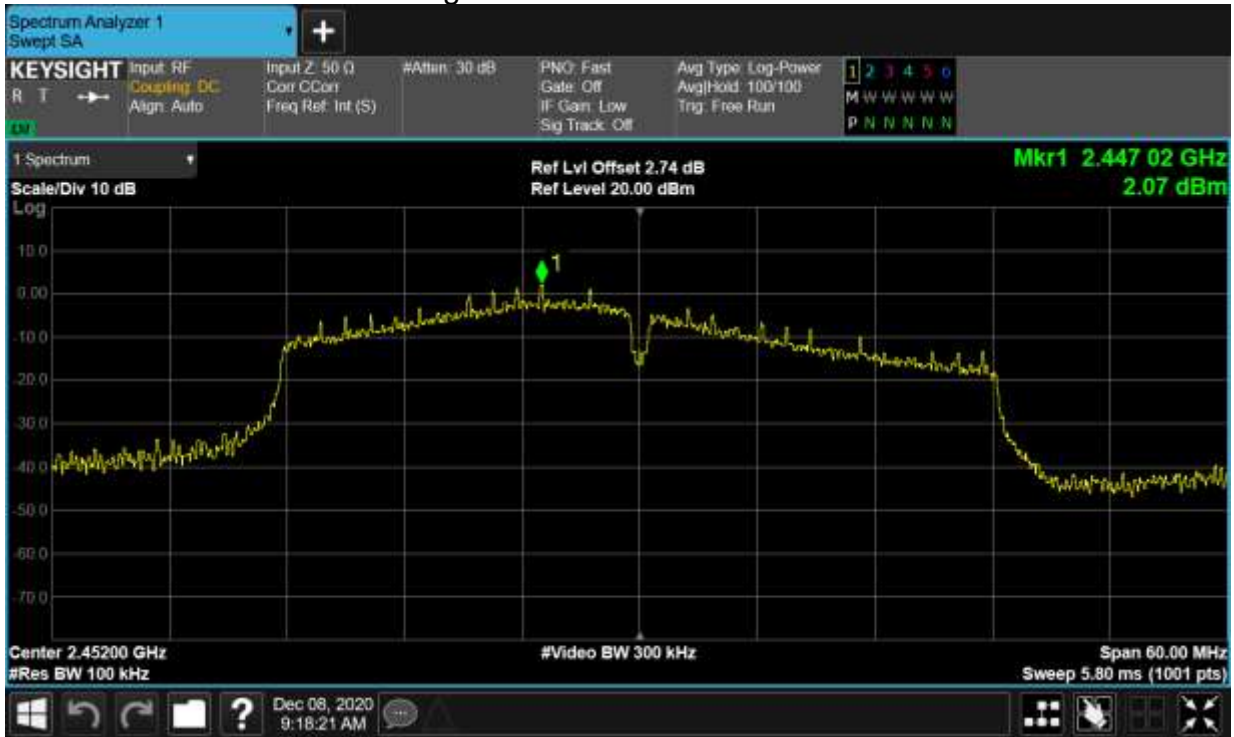 Spectrum Analyzer 1
Swept SA
+
KEYSIGHT
R T
Input: RF
Coupling: DC
Align: Auto
Input Z: 50 Ω
Corr CCorr
Freq Ref: Int (S)
#Atten: 30 dB
PNO: Fast
Gate: Off
IF Gain: Low
Sig Track: Off
Avg Type: Log-Power
Avg|Hold: 100/100
Trig: Free Run
1 2 3 4 5 6
M W W W W W
P N N N N N
1 Spectrum
Scale/Div 10 dB
Log
Ref Lvl Offset 2.74 dB
Ref Level 20.00 dBm
Mkr1 2.447 02 GHz
2.07 dBm
1
10.0
0.00
-10.0
-20.0
-30.0
-40.0
-50.0
-60.0
-70.0
Center 2.45200 GHz
#Res BW 100 kHz
#Video BW 300 kHz
Span 60.00 MHz
Sweep 5.80 ms (1001 pts)
?
Dec 08, 2020
9:18:21 AM